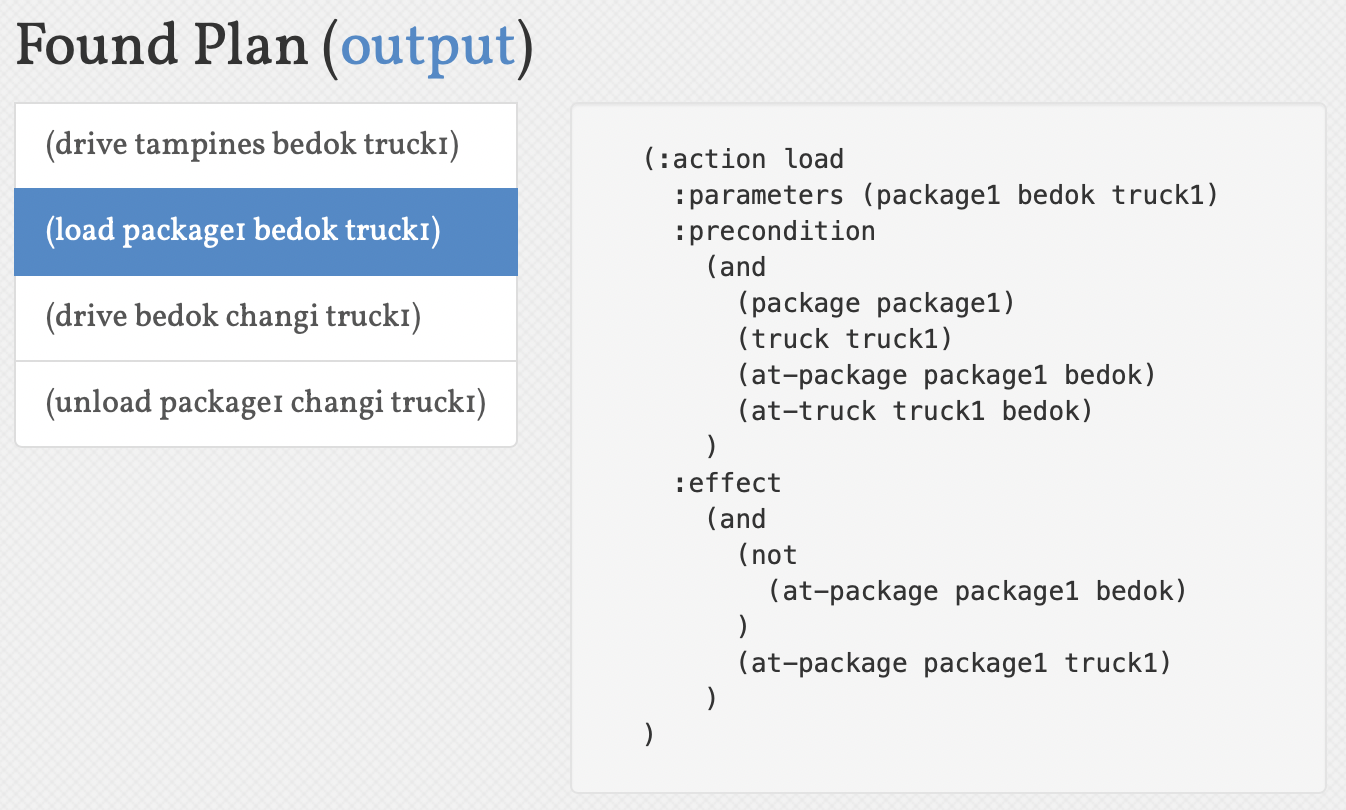 Found Plan (output)
(drive tampines bedok truck1)
(load package1 bedok truck1)
(drive bedok changi truck1)
(unload package1 changi truck1)
(:action load
  :parameters (package1 bedok truck1)
  :precondition
    (and
      (package package1)
      (truck truck1)
      (at-package package1 bedok)
      (at-truck truck1 bedok)
    )
  :effect
    (and
      (not
        (at-package package1 bedok)
      )
      (at-package package1 truck1)
    )
)